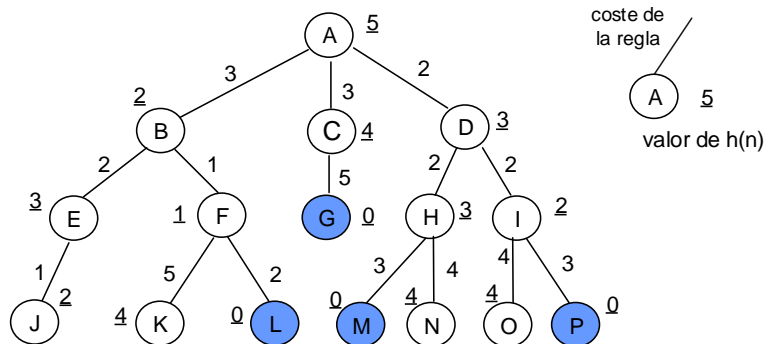 A 5
coste de
la regla
3 3 2
2 B
C 4
D 3
A 5
valor de h(n)
2 1 5 2 2
3 E
1 F
G 0
H 3
I 2
1 5 2 3 4 4 3
J 2
4 K
0 L
0 M
4 N
4 O
P 0